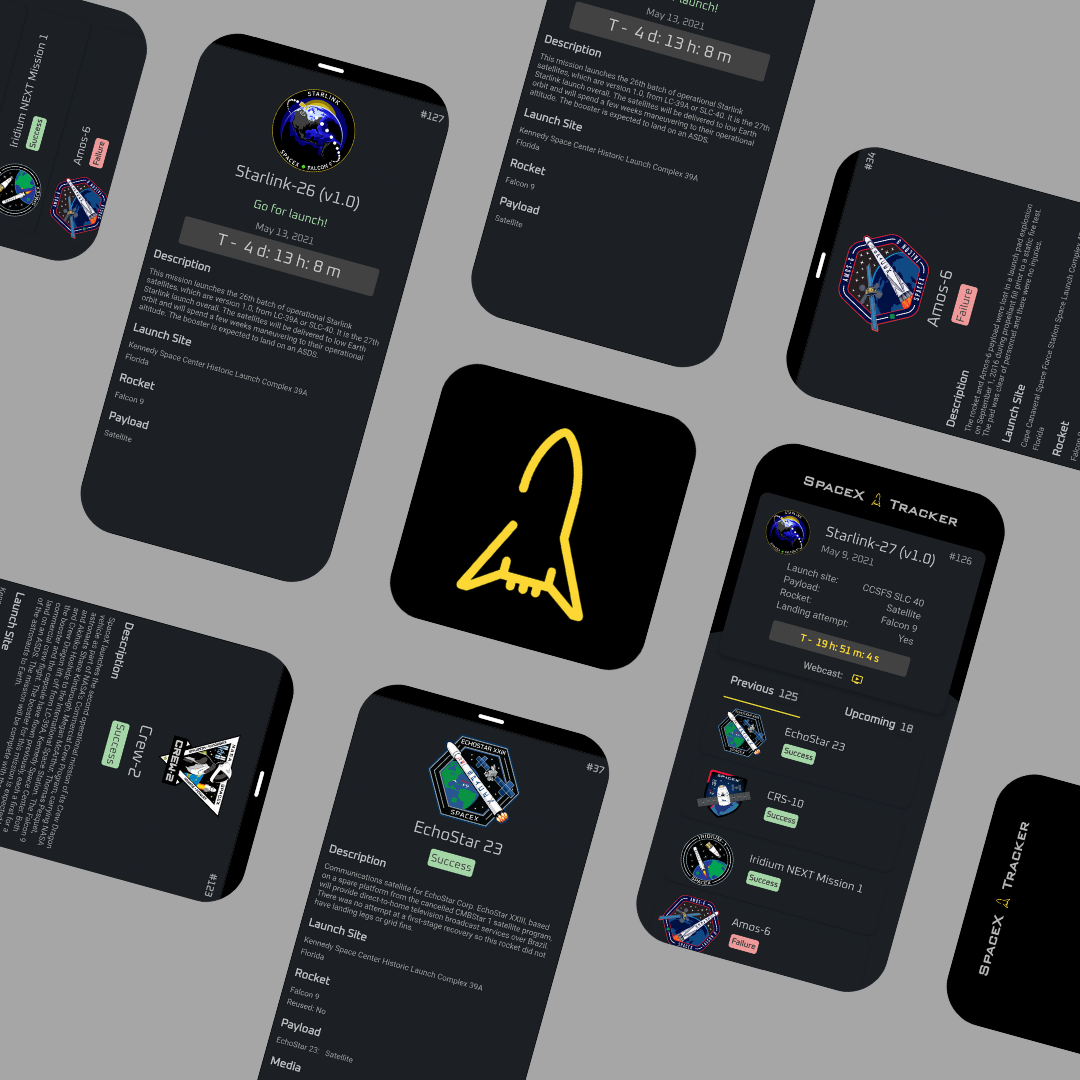 Iridium NEXT Mission 1
Success
Amos-6
Failure
#127
STARLINK
SPACEX
FALCON 9
Starlink-26 (v1.0)
Go for launch!
May 13, 2021
T - 4 d: 13 h: 8 m
Description
This mission launches the 26th batch of operational Starlink
satellites, which are version 1.0, from LC-39A or SLC-40. It is the 27th
Starlink launch overall. The satellites will be delivered to low Earth
orbit and will spend a few weeks maneuvering to their operational
altitude. The booster is expected to land on an ASDS.
Launch Site
Kennedy Space Center Historic Launch Complex 39A
Florida
Rocket
Falcon 9
Payload
Satellite
launch!
May 13, 2021
T - 4 d: 13 h: 8 m
Description
This mission launches the 26th batch of operational Starlink
satellites, which are version 1.0, from LC-39A or SLC-40. It is the 27th
Starlink launch overall. The satellites will be delivered to low Earth
orbit and will spend a few weeks maneuvering to their operational
altitude. The booster is expected to land on an ASDS.
Launch Site
Kennedy Space Center Historic Launch Complex 39A
Florida
Rocket
Falcon 9
Payload
Satellite
#34
AMOS-6
FALCON 9
SPACEX
Amos-6
Failure
Description
The rocket and Amos-6 payload were lost in a launch pad explosion
on September 1, 2016 during propellant fill prior to a static fire test.
The pad was clear of personnel and there were no injuries.
Launch Site
Cape Canaveral Space Force Station Space Launch Complex
Florida
Rocket
Falcon
SPACEX TRACKER
Starlink-27 (v1.0)
#126
May 9, 2021
Launch site: CCSFS SLC 40
Payload: Satellite
Rocket: Falcon 9
Landing attempt: Yes
T - 19 h: 51 m: 4 s
Webcast:
Previous 125
Upcoming 18
EchoStar 23
Success
CRS-10
Success
Iridium NEXT Mission 1
Success
Amos-6
Failure
#123
CREW-2
Crew-2
Success
Description
SpaceX launches the second operational mission of its Crew Dragon
vehicle as part of NASA's Commercial Crew Program, carrying NASA
astronauts Shane Kimbrough, Megan McArthur, Thomas Pesquet,
Launch Site
#37
ECHOSTAR XXIII
SPACEX
EchoStar 23
Success
Description
Communications satellite for EchoStar Corp. EchoStar XXIII, based
on a spare platform from the cancelled CMBStar 1 satellite program,
will provide direct-to-home television broadcast services over Brazil.
There was no attempt at a first-stage recovery so this rocket did not
have landing legs or grid fins.
Launch Site
Kennedy Space Center Historic Launch Complex 39A
Florida
Rocket
Falcon 9
Reused: No
Payload
EchoStar 23: Satellite
Media
SPACEX TRACKER